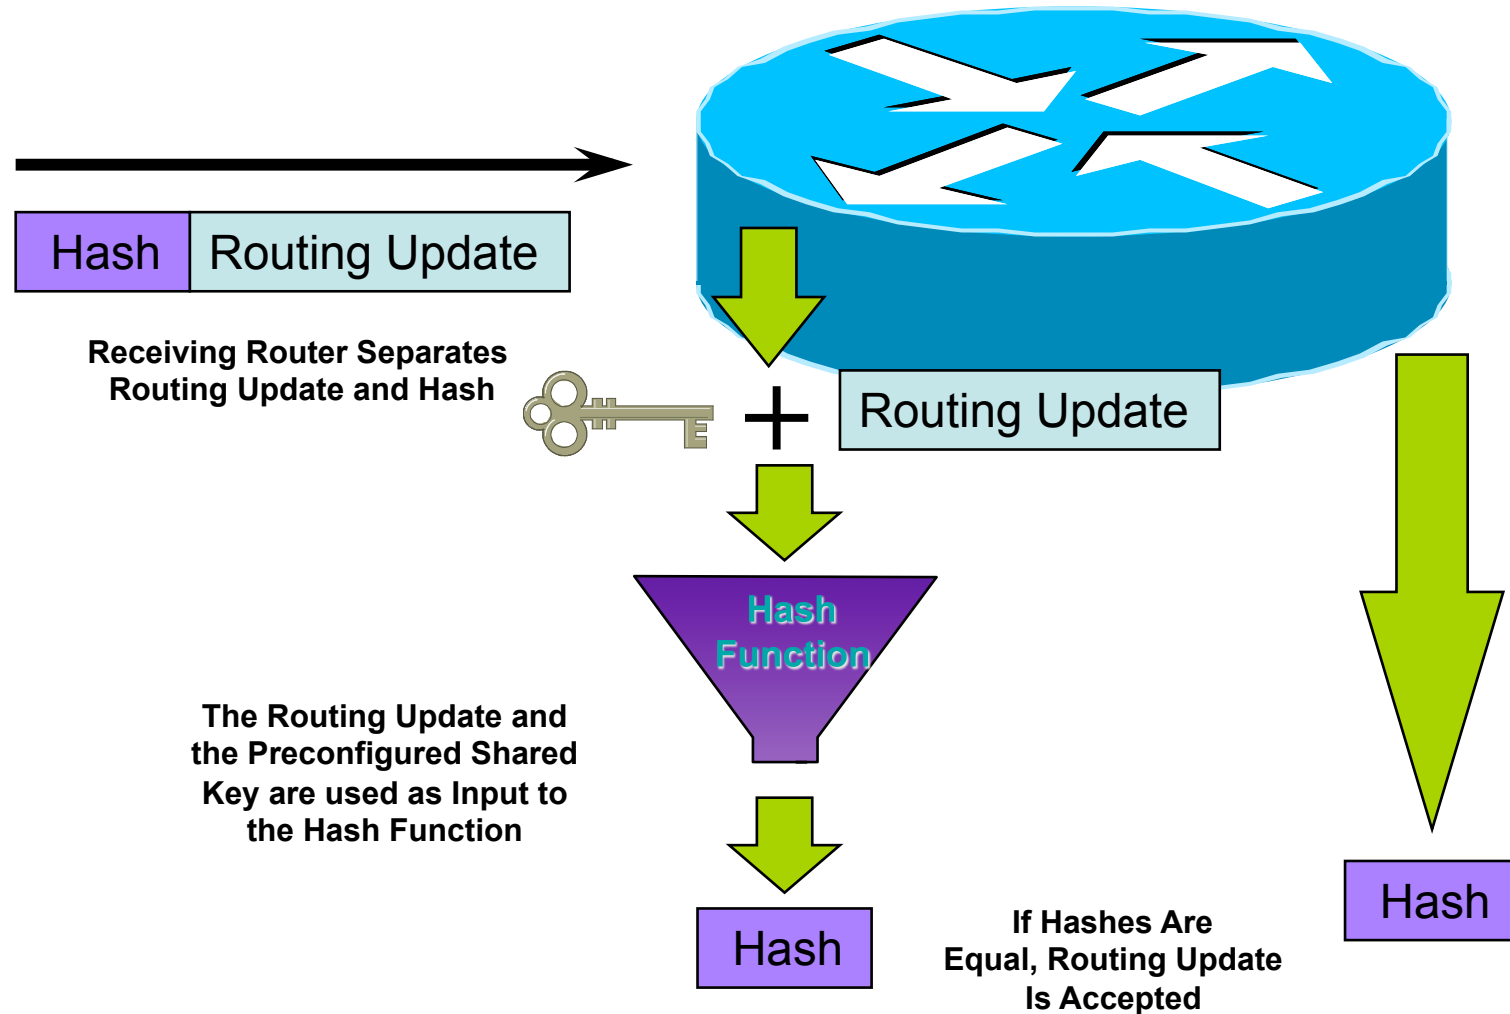 Hash Routing Update
Receiving Router Separates
Routing Update and Hash
Routing Update
Hash
Function
The Routing Update and
the Preconfigured Shared
Key are used as Input to
the Hash Function
Hash
If Hashes Are
Equal, Routing Update
Is Accepted
Hash